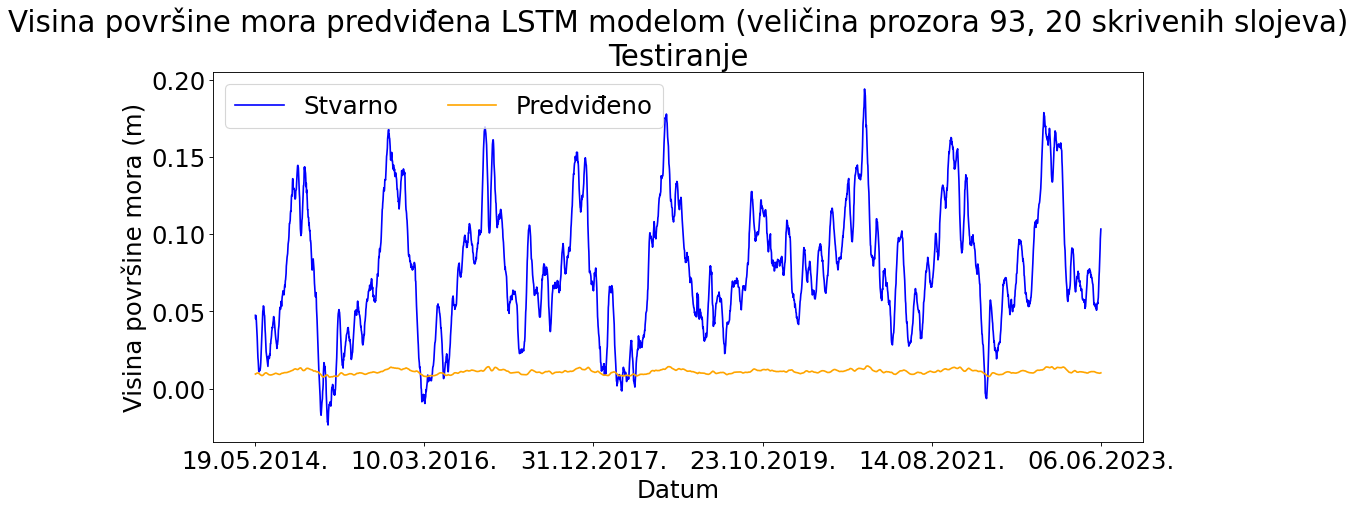 Visina površine mora predviđena LSTM modelom (veličina prozora 93, 20 skrivenih slojeva)
Testiranje
Stvarno Predviđeno
Visina površine mora (m)
0.20
0.15
0.10
0.05
0.00
19.05.2014. 10.03.2016. 31.12.2017. 23.10.2019. 14.08.2021. 06.06.2023.
Datum